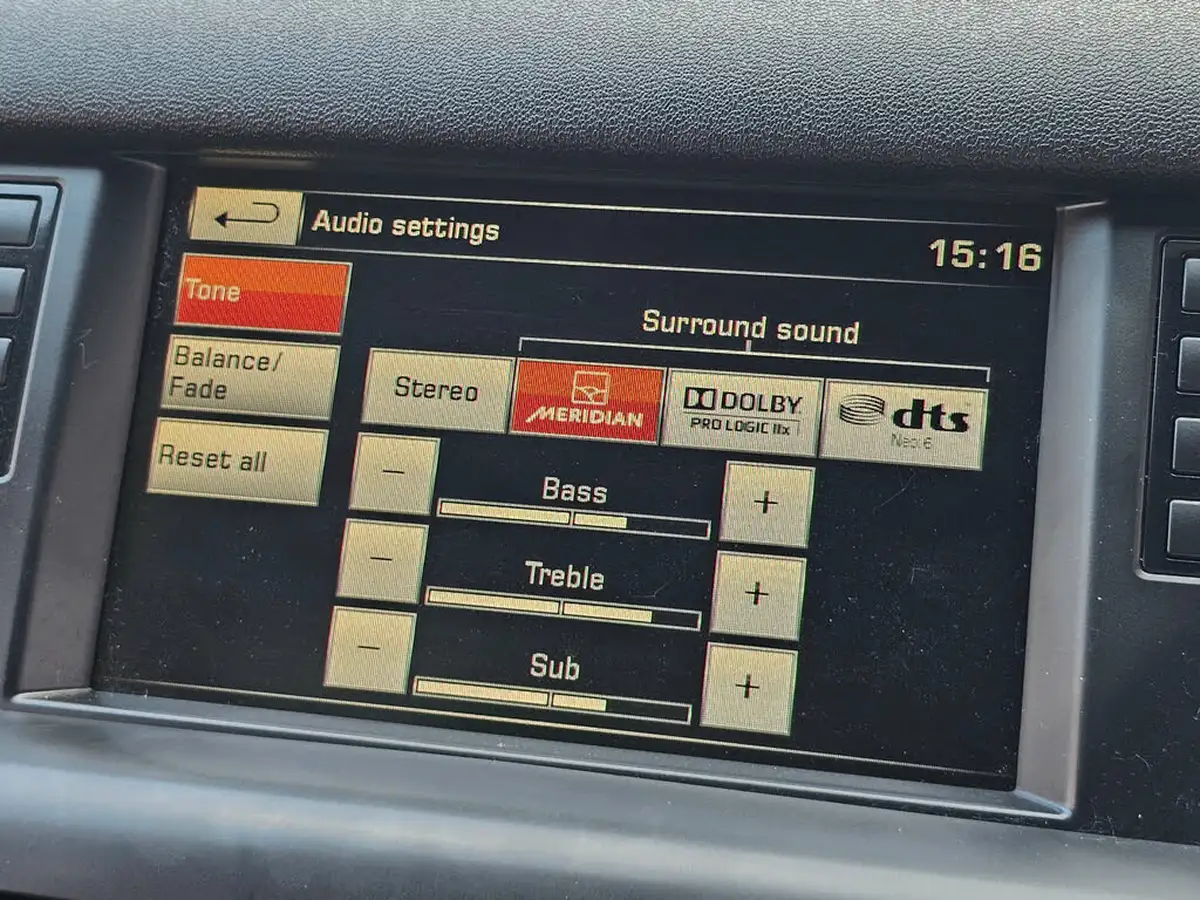 Audio settings
15:16
Tone
Balance/
Fade
Reset all
Surround sound
Stereo
MERIDIAN
DOLBY
PRO LOGIC IIx
dts
Neo:6
−
Bass
+
−
Treble
+
−
Sub
+